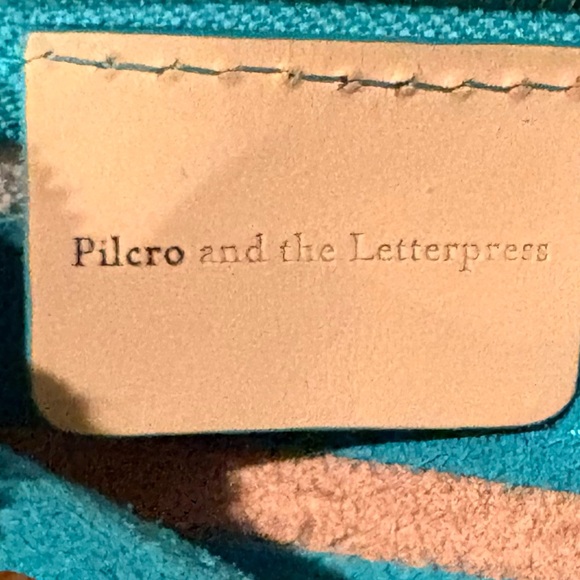 Pilcro and the Letterpress